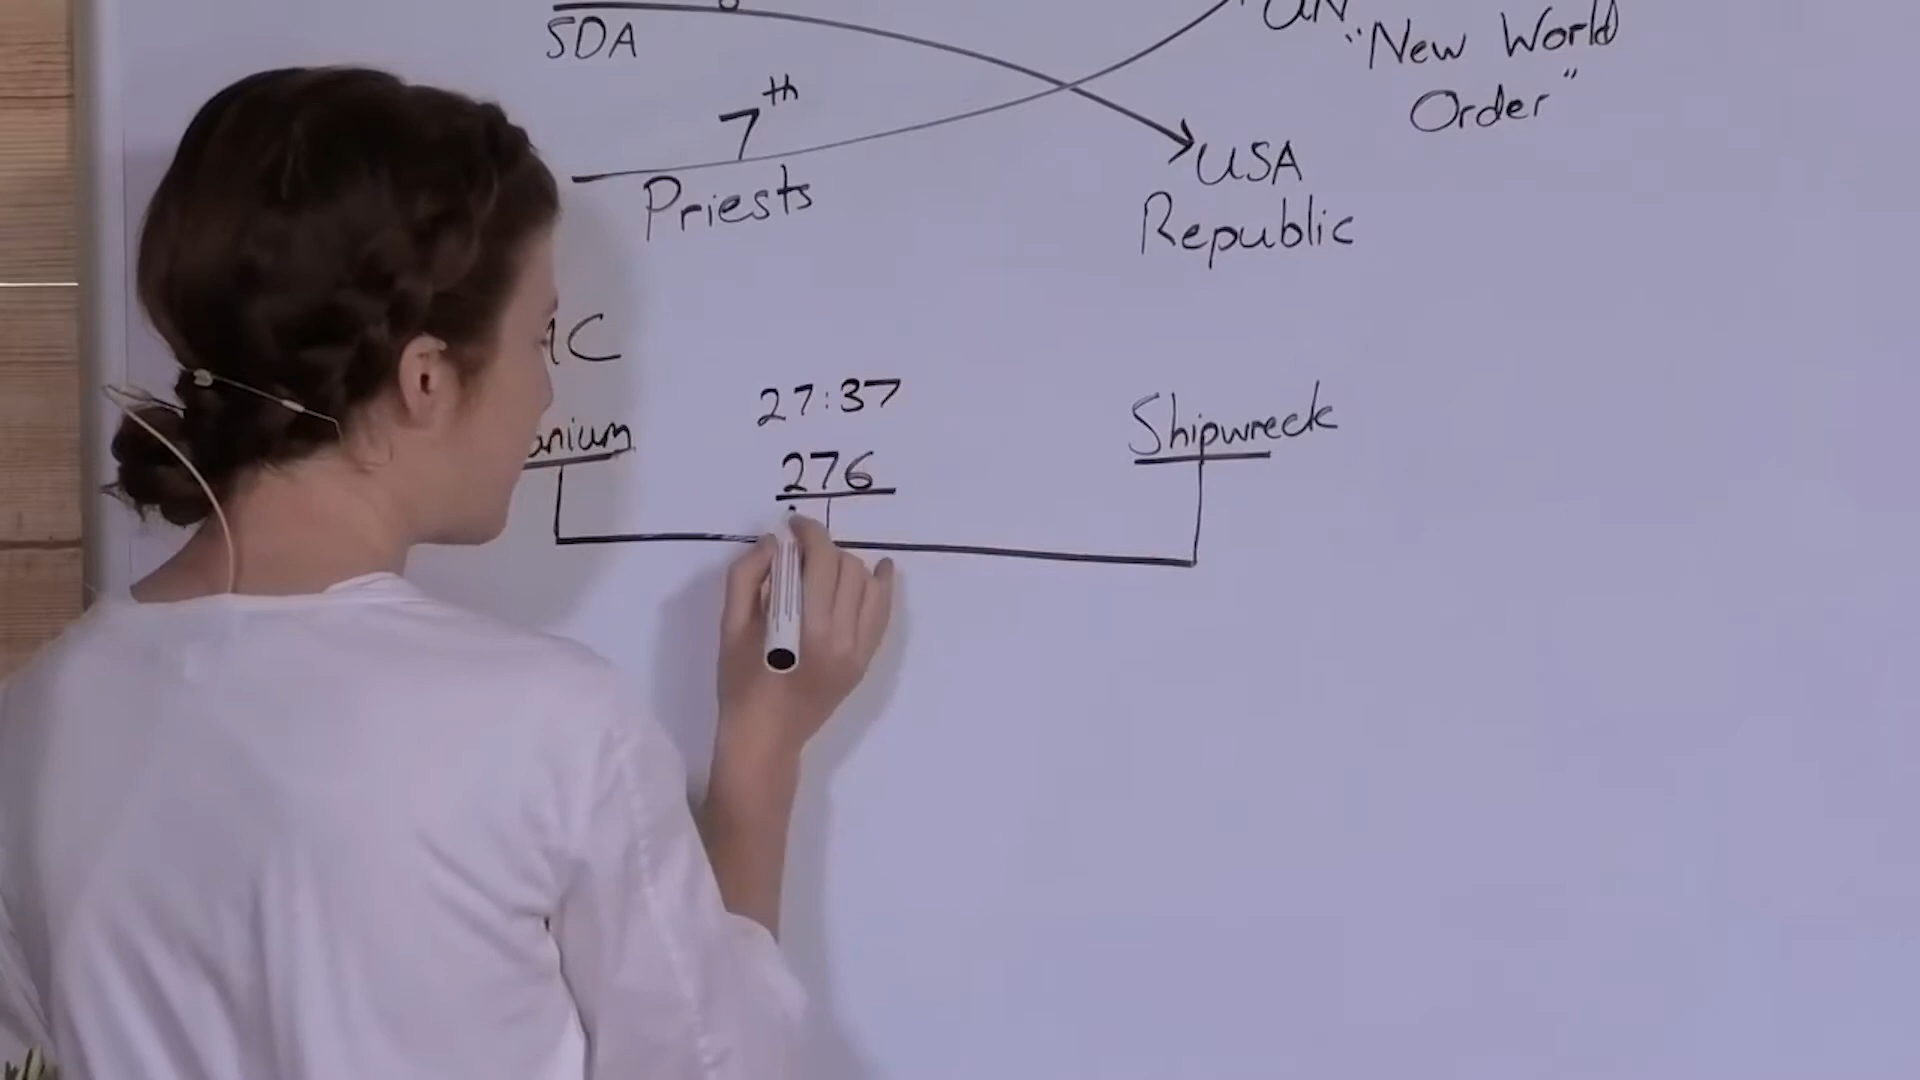 SDA
UN
"New World
Order"
7th
Priests
USA
Republic
27:37
276
Shipwreck